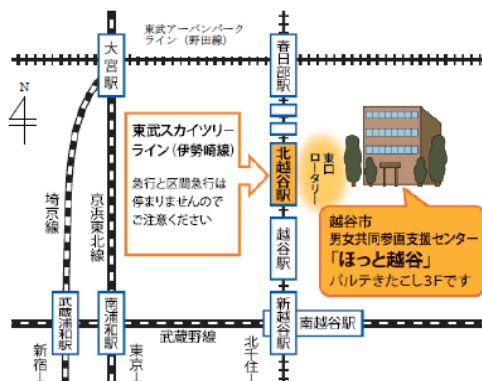 東武アーバンパーク
ライン（野田線）
大宮駅
春日部駅
N
東武スカイツリー
ライン（伊勢崎線）
急行と区間急行は
停まりませんので
ご注意ください
北越谷駅
東口
ロータリー
埼京線
京浜東北線
越谷駅
越谷市
男女共同参画支援センター
「ほっと越谷」
パルテきたこし3Fです
武蔵浦和駅
南浦和駅
武蔵野線
新越谷駅
南越谷駅
新宿
東京
北千住